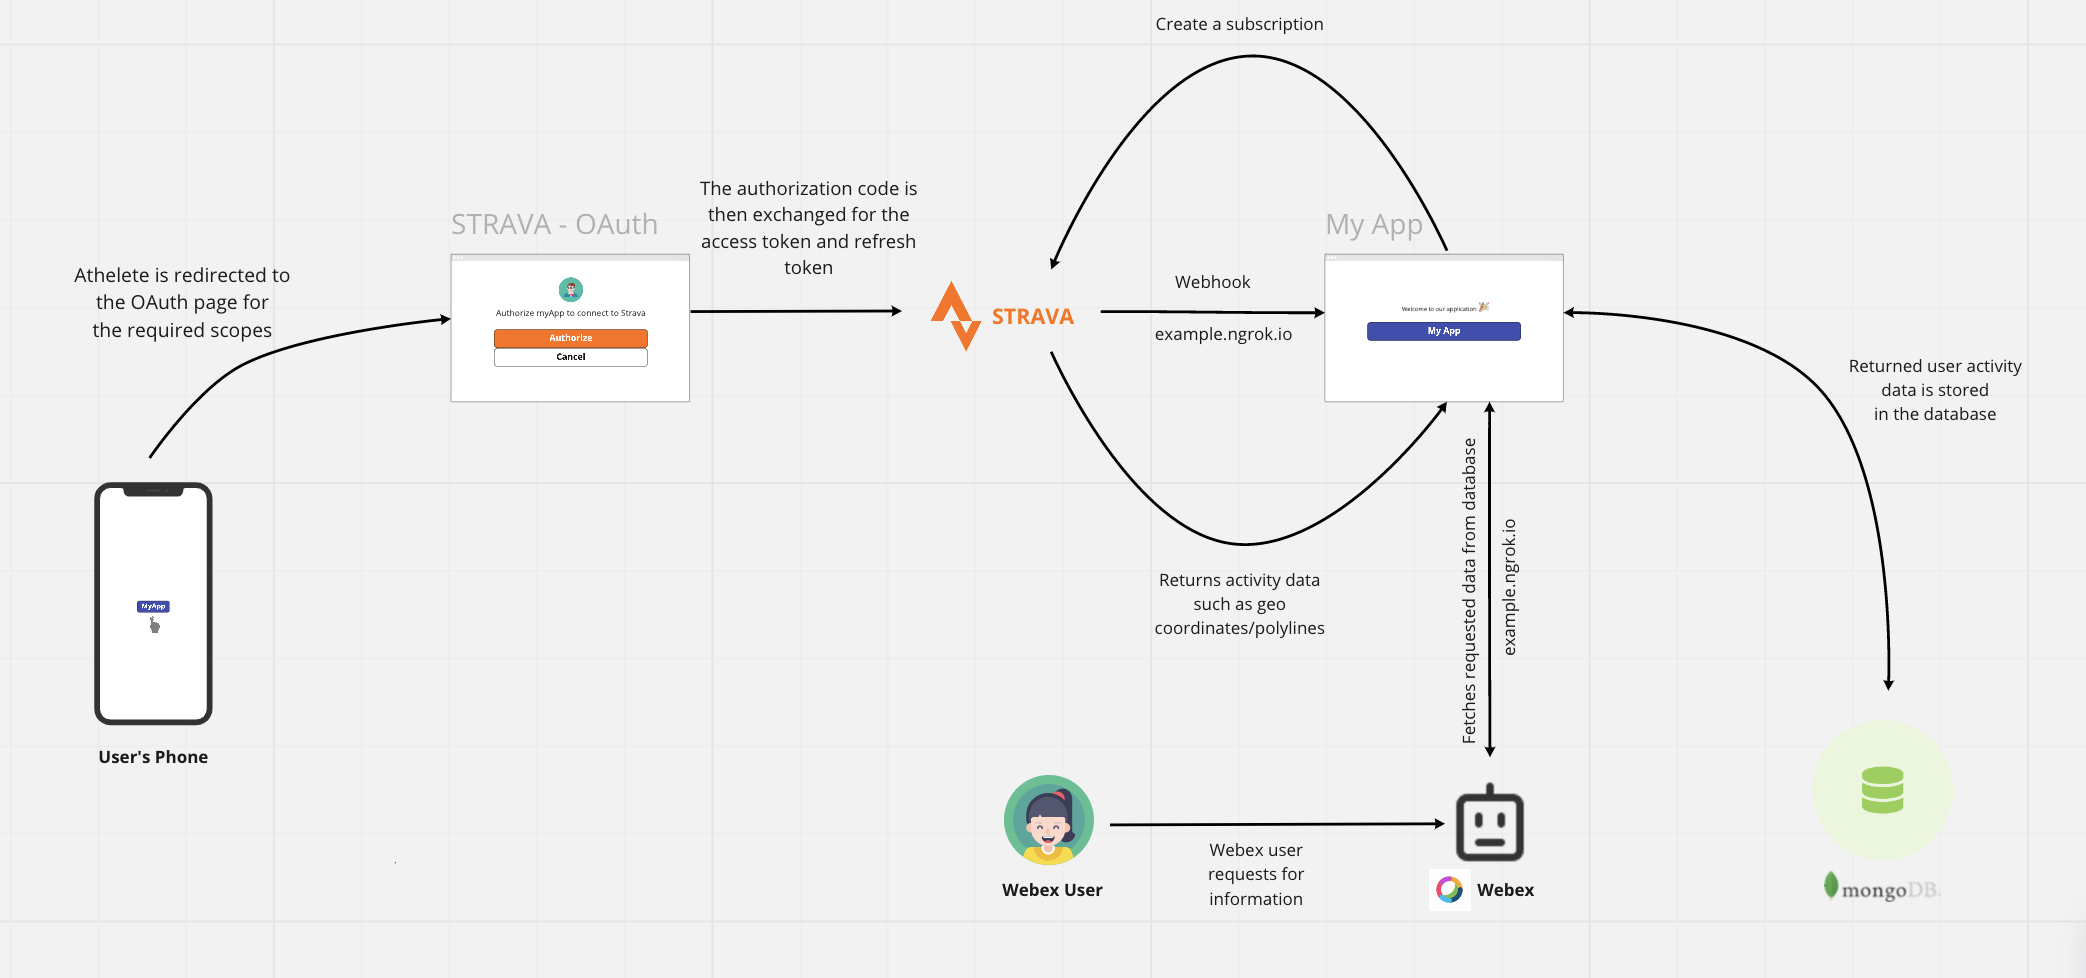 Create a subscription
The authorization code is
then exchanged for the
access token and refresh
token
STRAVA - OAuth
My App
Athelete is redirected to
the OAuth page for
the required scopes
Authorize myApp to connect to Strava
Authorize
Cancel
STRAVA
Webhook
example.ngrok.io
Welcome to our application
My App
Returned user activity
data is stored
in the database
Returns activity data
such as geo
coordinates/polylines
Fetches requested data from database
example.ngrok.io
MyApp
User's Phone
Webex user
requests for
information
Webex User
Webex
mongoDB